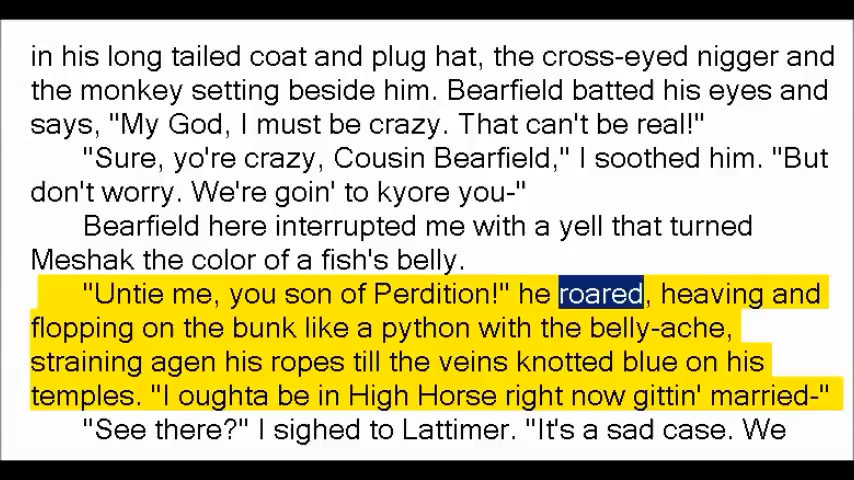 in his long tailed coat and plug hat, the cross-eyed nigger and
the monkey setting beside him. Bearfield batted his eyes and
says, "My God, I must be crazy. That can't be real!"
"Sure, yo're crazy, Cousin Bearfield," I soothed him. "But
don't worry. We're goin' to kyore you-"
Bearfield here interrupted me with a yell that turned
Meshak the color of a fish's belly.
"Untie me, you son of Perdition!" he roared, heaving and
flopping on the bunk like a python with the belly-ache,
straining agen his ropes till the veins knotted blue on his
temples. "I oughta be in High Horse right now gittin' married-"
"See there?" I sighed to Lattimer. "It's a sad case. We